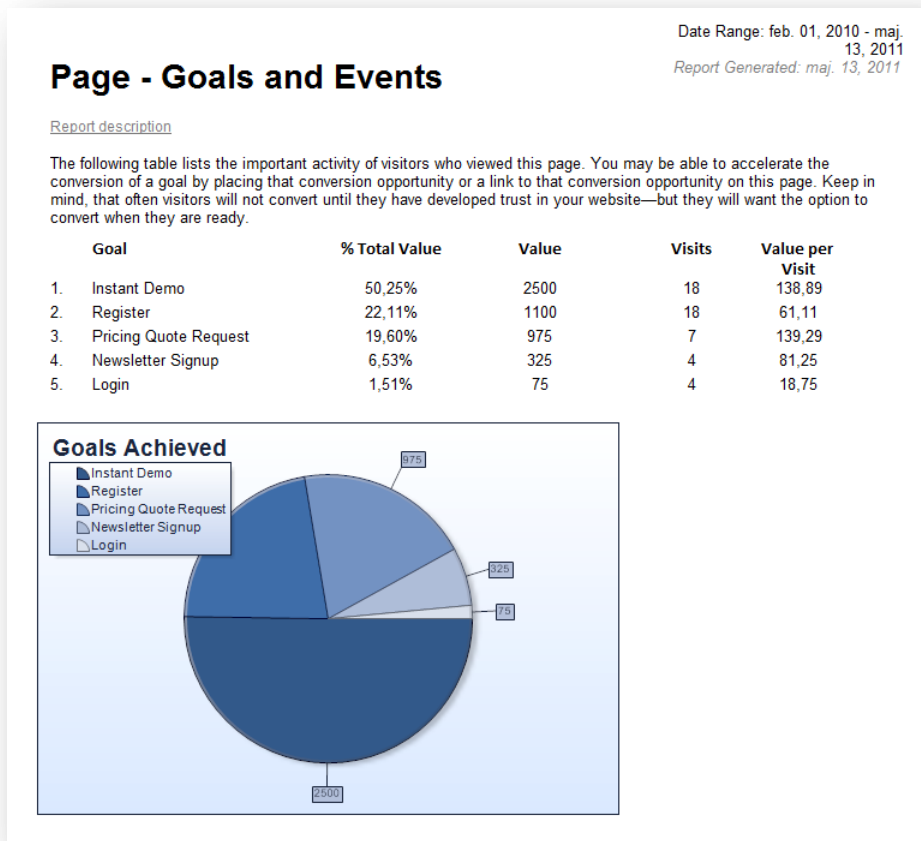 Date Range: feb. 01, 2010 - maj.
13, 2011
Report Generated: maj. 13, 2011
Page - Goals and Events
Report description
The following table lists the important activity of visitors who viewed this page. You may be able to accelerate the
conversion of a goal by placing that conversion opportunity or a link to that conversion opportunity on this page. Keep in
mind, that often visitors will not convert until they have developed trust in your website—but they will want the option to
convert when they are ready.
Goal % Total Value Value Visits Value per
Visit
1. Instant Demo 50,25% 2500 18 138,89
2. Register 22,11% 1100 18 61,11
3. Pricing Quote Request 19,60% 975 7 139,29
4. Newsletter Signup 6,53% 325 4 81,25
5. Login 1,51% 75 4 18,75
Goals Achieved
Instant Demo
Register
Pricing Quote Request
Newsletter Signup
Login
975
325
75
2500